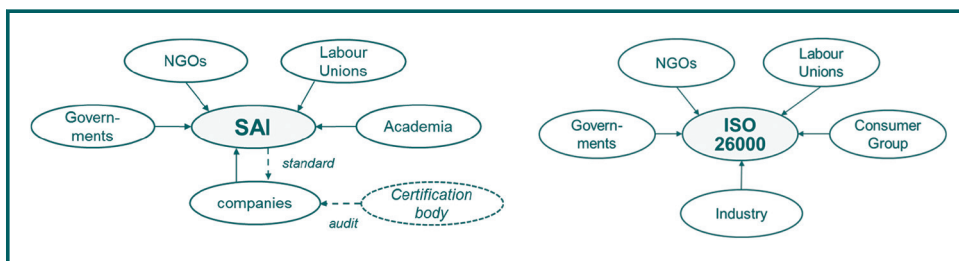 NGOs
Labour
Unions
Govern-
ments
SAI
Academia
standard
companies
Certification
body
audit
NGOs
Labour
Unions
Govern-
ments
ISO
26000
Consumer
Group
Industry